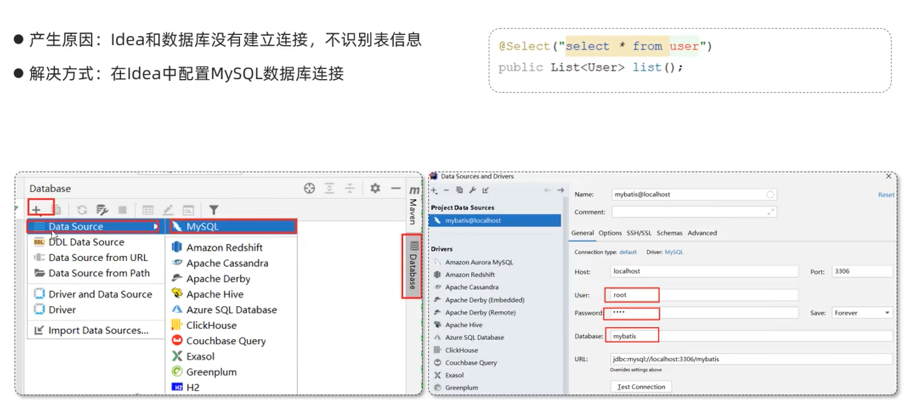 ● 产生原因：Idea和数据库没有建立连接，不识别表信息
● 解决方式：在Idea中配置MySQL数据库连接
@Select("select * from user")
public List<User> list();
Database
Data Source
DDL Data Source
Data Source from URL
Data Source from Path
Driver and Data Source
Driver
Import Data Sources...
MySQL
Amazon Redshift
Apache Cassandra
Apache Derby
Apache Hive
Azure SQL Database
ClickHouse
Couchbase Query
Exasol
Greenplum
H2
m
Maven
Database
Data Sources and Drivers
Project Data Sources
mybatis@localhost
Drivers
Amazon Aurora MySQL
Amazon Redshift
Apache Cassandra
Apache Derby (Embedded)
Apache Derby (Remote)
Apache Hive
Azure SQL Database
ClickHouse
Couchbase Query
Exasol
Greenplum
Name: mybatis@localhost Reset
Comment:
General Options SSH/SSL Schemas Advanced
Connection type: default Driver: MySQL
Host: localhost Port: 3306
User: root
Password: •••• Save: Forever
Database: mybatis
URL: jdbc:mysql://localhost:3306/mybatis
Overrides settings above
Test Connection